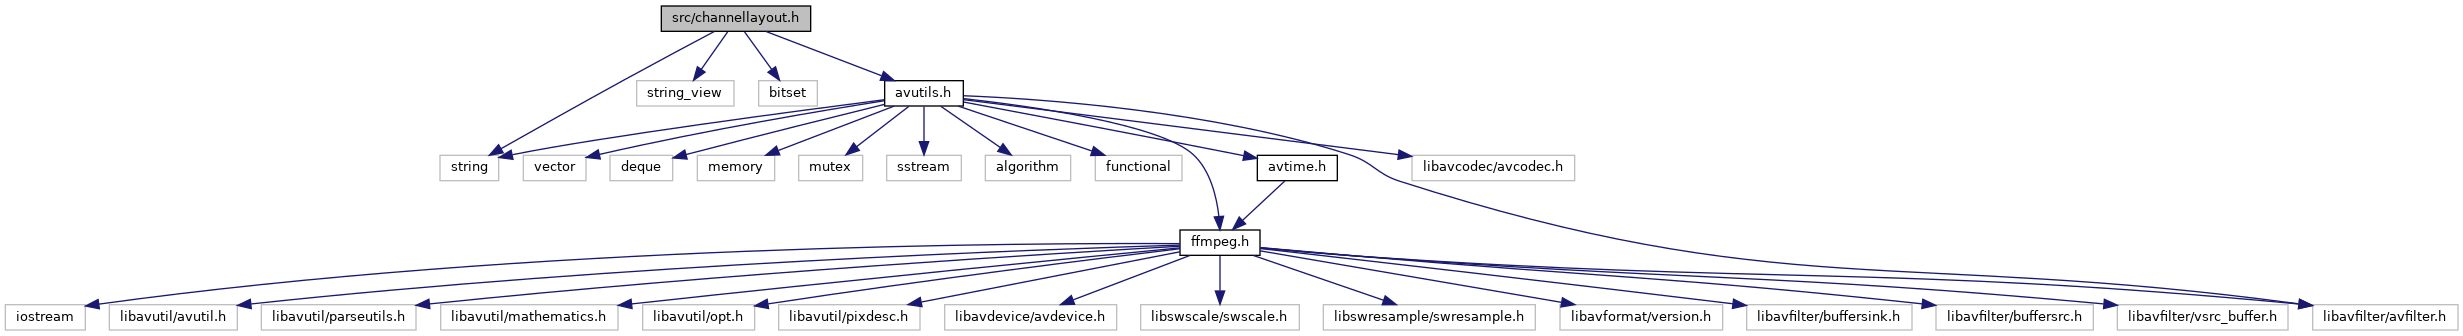 src/channellayout.h
string_view
bitset
avutils.h
string
vector
deque
memory
mutex
sstream
algorithm
functional
avtime.h
libavcodec/avcodec.h
ffmpeg.h
iostream
libavutil/avutil.h
libavutil/parseutils.h
libavutil/mathematics.h
libavutil/opt.h
libavutil/pixdesc.h
libavdevice/avdevice.h
libswscale/swscale.h
libswresample/swresample.h
libavformat/version.h
libavfilter/buffersink.h
libavfilter/buffersrc.h
libavfilter/vsrc_buffer.h
libavfilter/avfilter.h